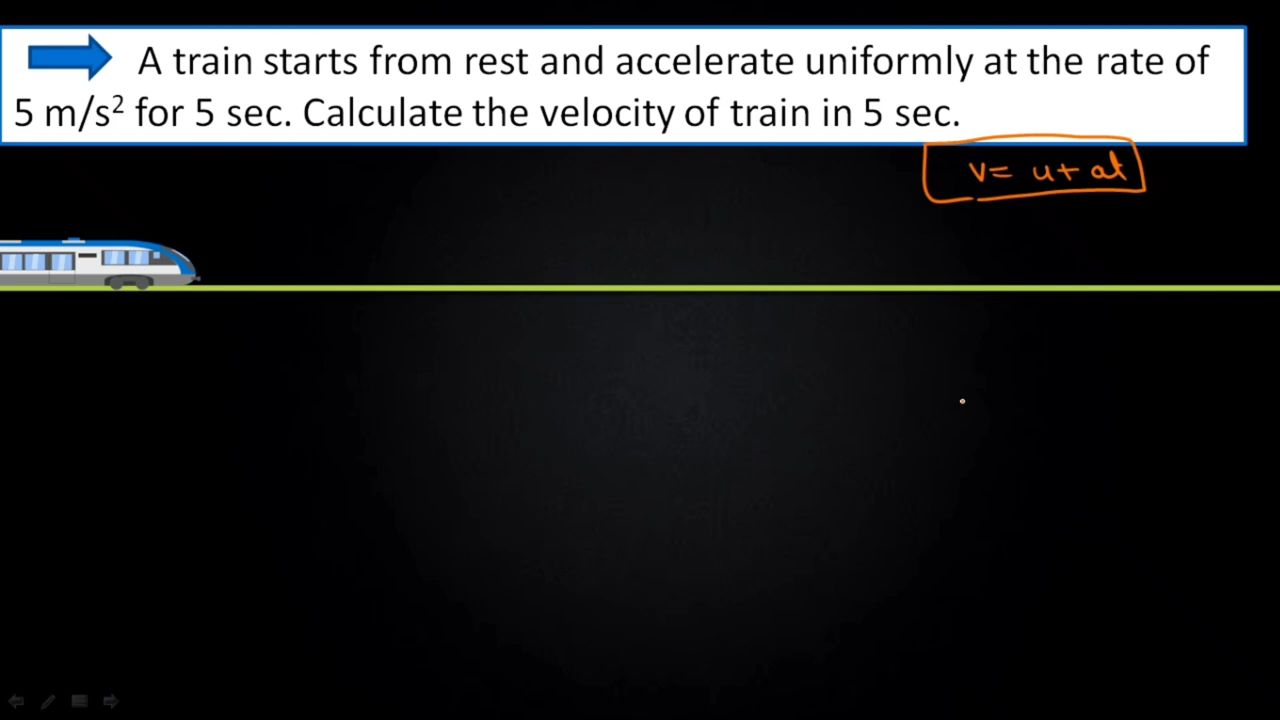 A train starts from rest and accelerate uniformly at the rate of
5 m/s² for 5 sec. Calculate the velocity of train in 5 sec.
v= u+ at